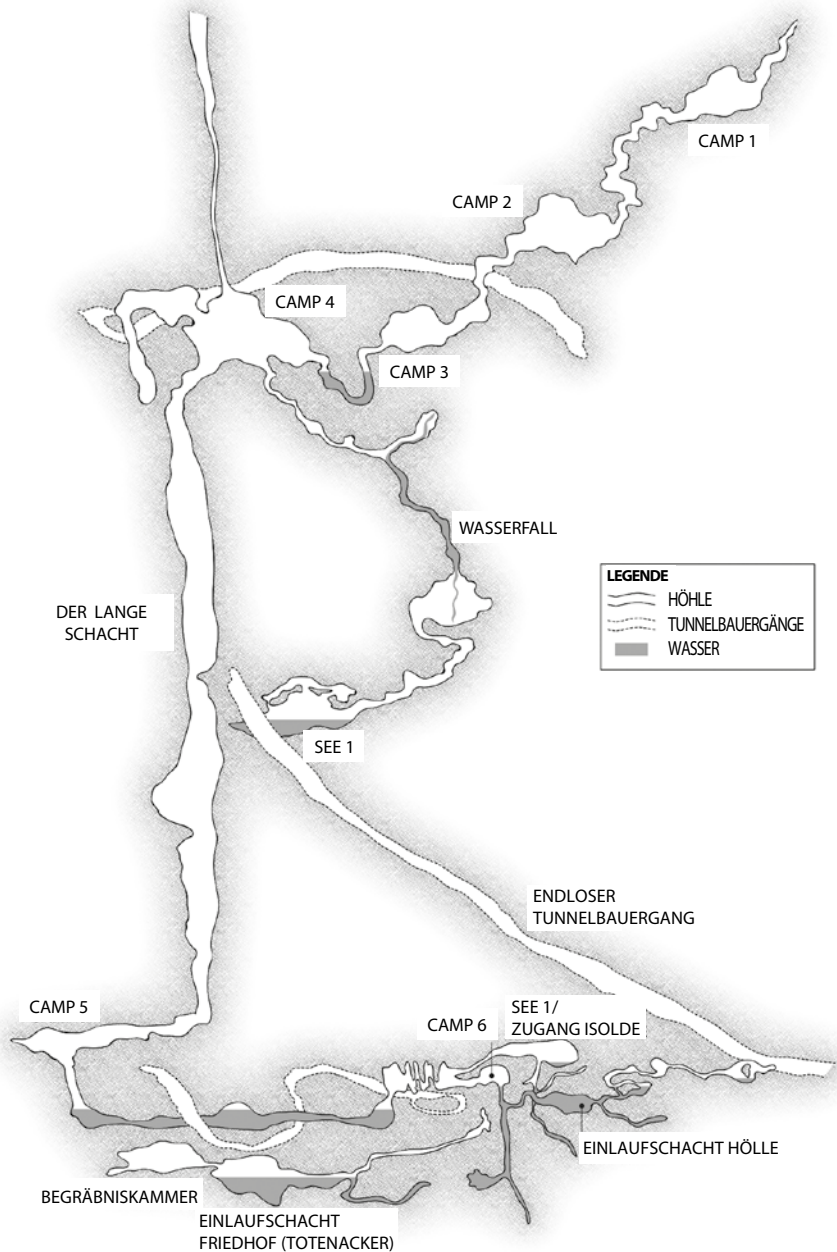 CAMP 1
CAMP 2
CAMP 4
CAMP 3
WASSERFALL
LEGENDE
HÖHLE
TUNNELBAUERGÄNGE
WASSER
DER LANGE
SCHACHT
SEE 1
ENDLOSER
TUNNELBAUERGANG
CAMP 5
CAMP 6
SEE 1/
ZUGANG ISOLDE
EINLAUFSCHACHT HÖLLE
BEGRÄBNISKAMMER
EINLAUFSCHACHT
FRIEDHOF (TOTENACKER)